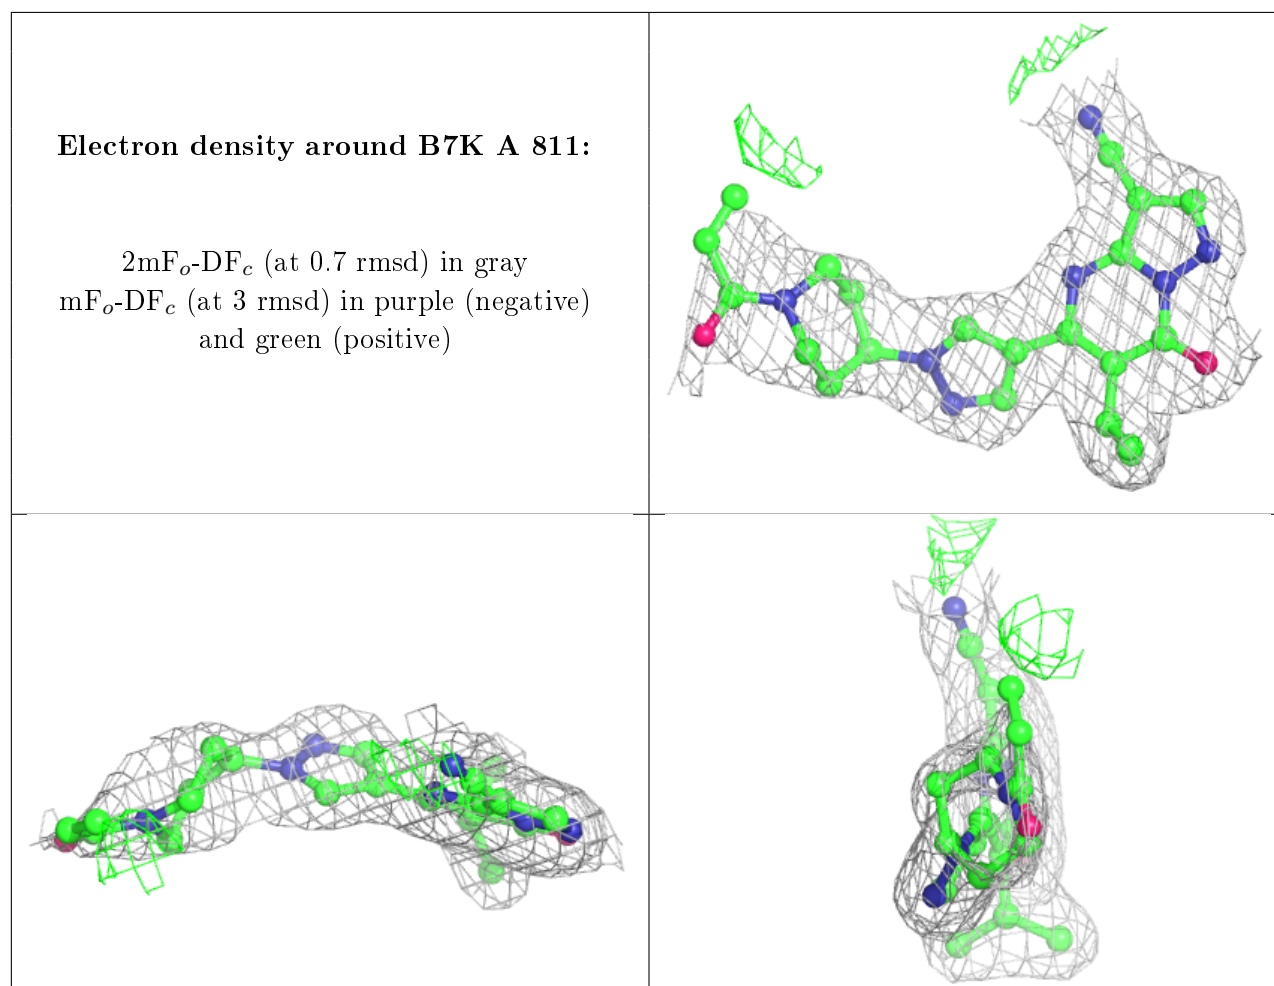 Electron density around B7K A 811:
2mFₒ-DF𝒸 (at 0.7 rmsd) in gray
mFₒ-DF𝒸 (at 3 rmsd) in purple (negative)
and green (positive)